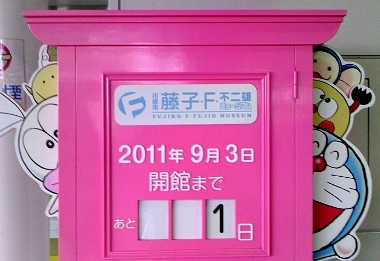 川崎市
藤子・F・不二雄
ミュージアム
FUJIKO・F・FUJIO MUSEUM
2011年 9月3日
開館まで
あと 1日
煙